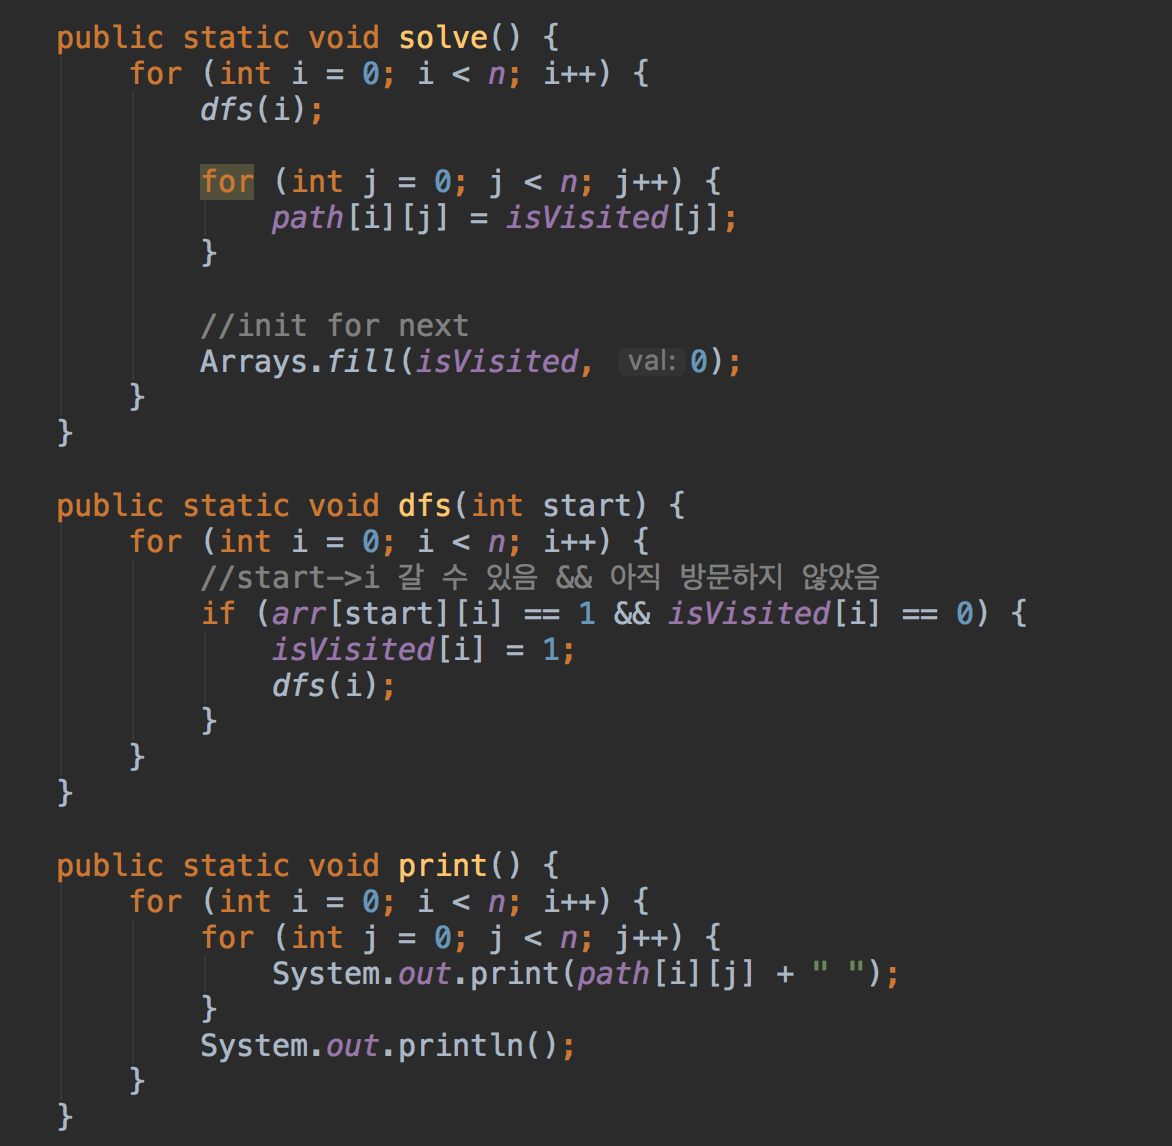 public static void solve() {
for (int i = 0; i < n; i++) {
dfs(i);
for (int j = 0; j < n; j++) {
path[i][j] = isVisited[j];
}
//init for next
Arrays.fill(isVisited, val: 0);
}
}
public static void dfs(int start) {
for (int i = 0; i < n; i++) {
//start->i 갈 수 있음 && 아직 방문하지 않았음
if (arr[start][i] == 1 && isVisited[i] == 0) {
isVisited[i] = 1;
dfs(i);
}
}
}
public static void print() {
for (int i = 0; i < n; i++) {
for (int j = 0; j < n; j++) {
System.out.print(path[i][j] + " ");
}
System.out.println();
}
}